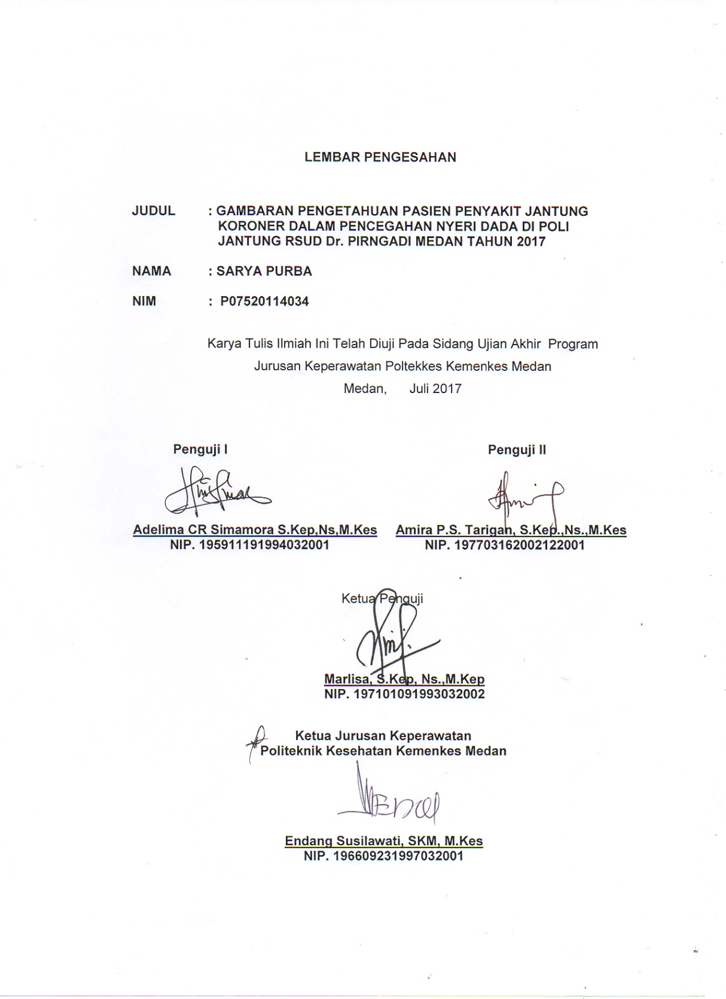 LEMBAR PENGESAHAN
JUDUL : GAMBARAN PENGETAHUAN PASIEN PENYAKIT JANTUNG
KORONER DALAM PENCEGAHAN NYERI DADA DI POLI
JANTUNG RSUD Dr. PIRNGADI MEDAN TAHUN 2017
NAMA : SARYA PURBA
NIM : P07520114034
Karya Tulis Ilmiah Ini Telah Diuji Pada Sidang Ujian Akhir Program
Jurusan Keperawatan Poltekkes Kemenkes Medan
Medan, Juli 2017
Penguji I Penguji II
Adelima CR Simamora S.Kep,Ns,M.Kes Amira P.S. Tarigan, S.Kep.,Ns.,M.Kes
NIP. 195911191994032001 NIP. 197703162002122001
Ketua Penguji
Marlisa, S.Kep, Ns.,M.Kep
NIP. 197101091993032002
Ketua Jurusan Keperawatan
Politeknik Kesehatan Kemenkes Medan
Endang Susilawati, SKM, M.Kes
NIP. 196609231997032001